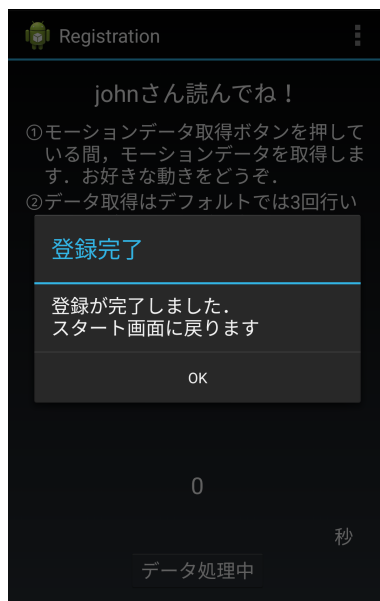 Registration
johnさん読んでね！
①モーションデータ取得ボタンを押して
いる間，モーションデータを取得しま
す．お好きな動きをどうぞ．
②データ取得はデフォルトでは3回行い
登録完了
登録が完了しました．
スタート画面に戻ります
OK
0
秒
データ処理中